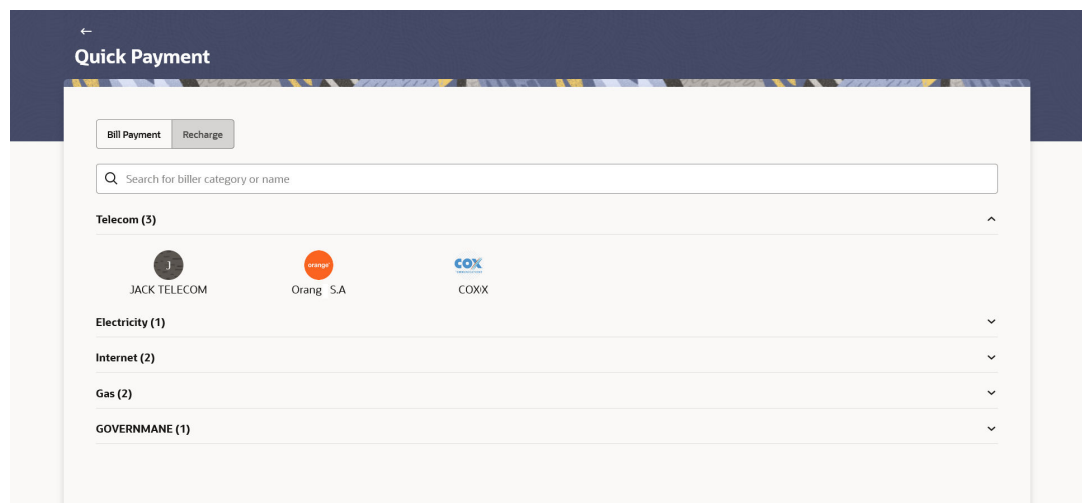 Quick Payment
Bill Payment Recharge
Search for biller category or name
Telecom (3)
J orange COX
JACK TELECOM Orang S.A COXX
Electricity (1)
Internet (2)
Gas (2)
GOVERNMANE (1)